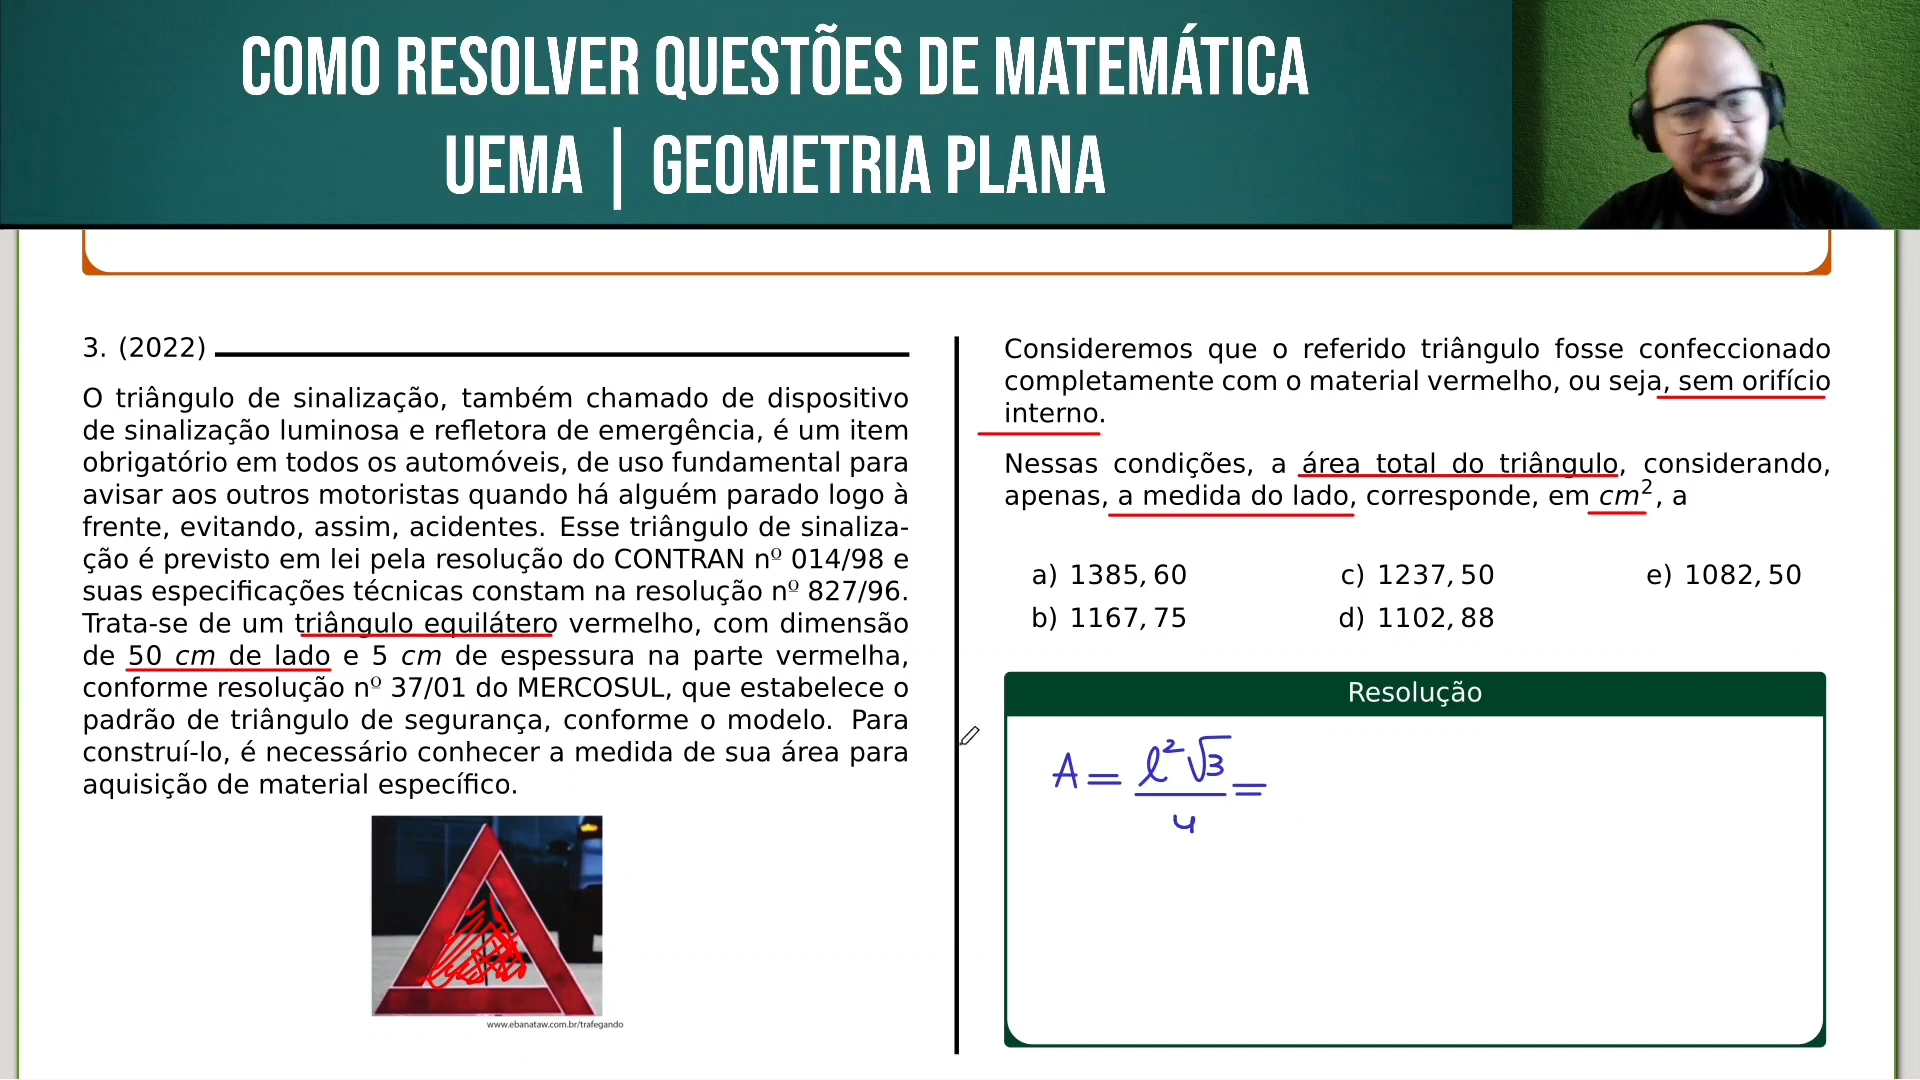 COMO RESOLVER QUESTÕES DE MATEMÁTICA
UEMA | GEOMETRIA PLANA
3. (2022)
O triângulo de sinalização, também chamado de dispositivo
de sinalização luminosa e refletora de emergência, é um item
obrigatório em todos os automóveis, de uso fundamental para
avisar aos outros motoristas quando há alguém parado logo à
frente, evitando, assim, acidentes. Esse triângulo de sinaliza-
ção é previsto em lei pela resolução do CONTRAN nº 014/98 e
suas especificações técnicas constam na resolução nº 827/96.
Trata-se de um triângulo equilátero vermelho, com dimensão
de 50 cm de lado e 5 cm de espessura na parte vermelha,
conforme resolução nº 37/01 do MERCOSUL, que estabelece o
padrão de triângulo de segurança, conforme o modelo. Para
construí-lo, é necessário conhecer a medida de sua área para
aquisição de material específico.
www.ebanataw.com.br/trafegando
Consideremos que o referido triângulo fosse confeccionado
completamente com o material vermelho, ou seja, sem orifício
interno.
Nessas condições, a área total do triângulo, considerando,
apenas, a medida do lado, corresponde, em cm², a
a) 1385, 60 c) 1237, 50 e) 1082, 50
b) 1167, 75 d) 1102, 88
Resolução
A = l²√3 =
4